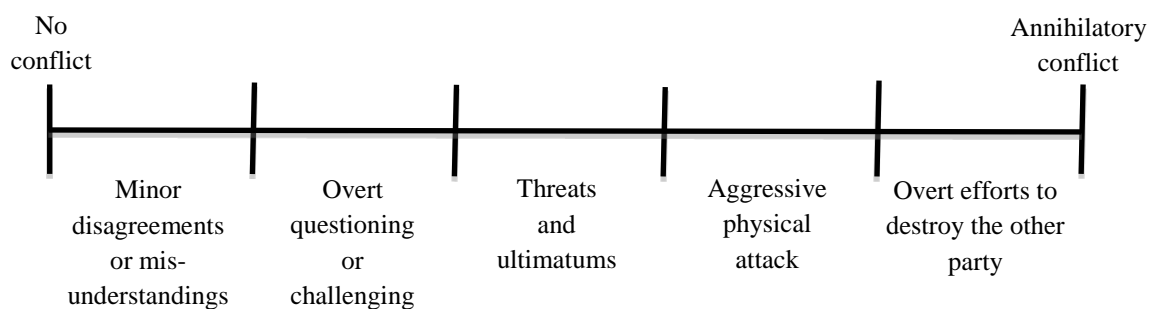 No
conflict
Annihilatory
conflict
Minor
disagreements
or mis-
understandings
Overt
questioning
or
challenging
Threats
and
ultimatums
Aggressive
physical
attack
Overt efforts to
destroy the other
party